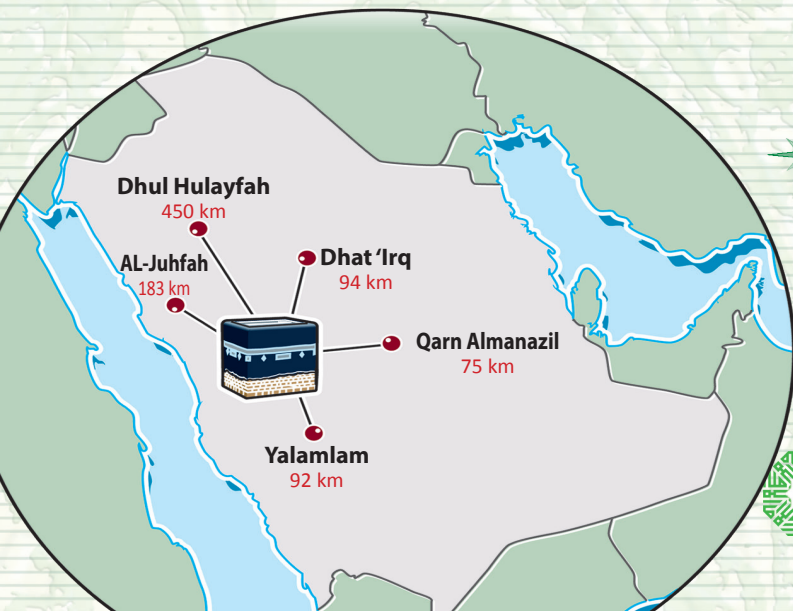 Dhul Hulayfah
450 km
AL-Juhfah
183 km
Dhat ‘Irq
94 km
Qarn Almanazil
75 km
Yalamlam
92 km